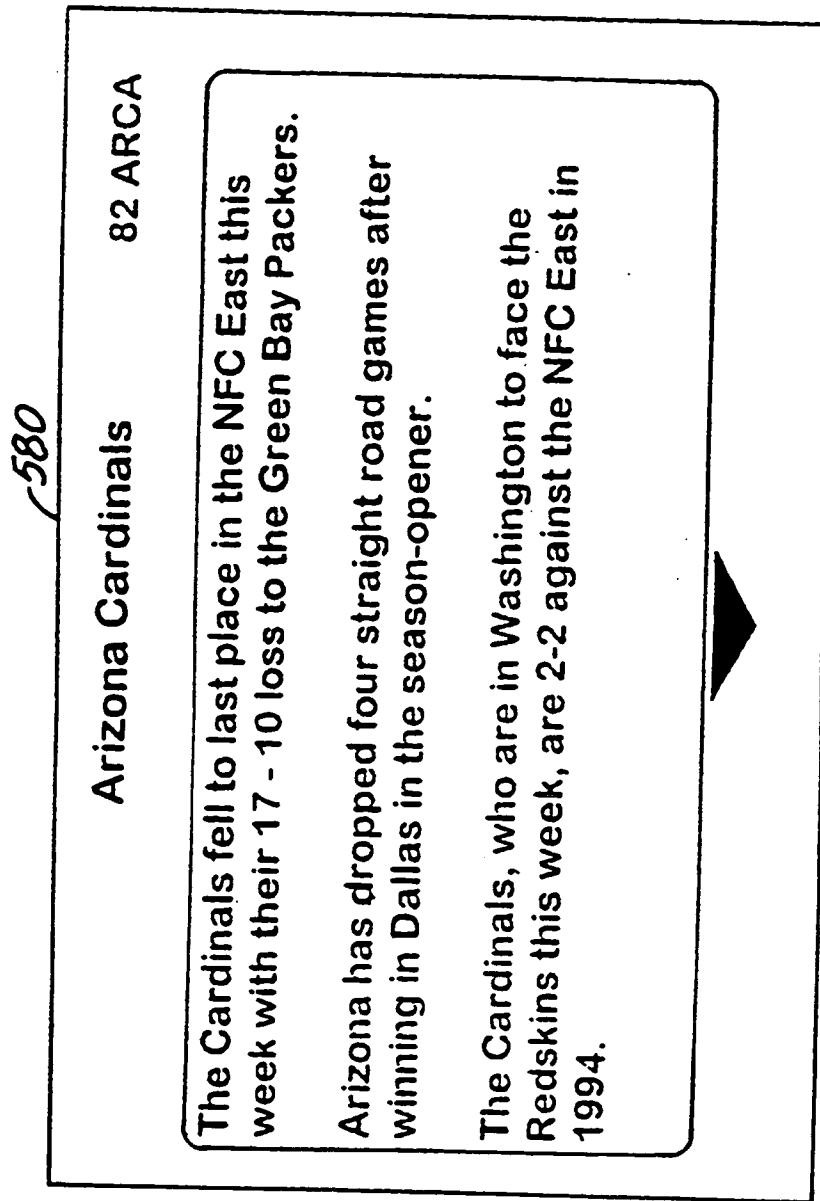 580
Arizona Cardinals 82 ARCA
The Cardinals fell to last place in the NFC East this
week with their 17 - 10 loss to the Green Bay Packers.
Arizona has dropped four straight road games after
winning in Dallas in the season-opener.
The Cardinals, who are in Washington to face the
Redskins this week, are 2-2 against the NFC East in
1994.